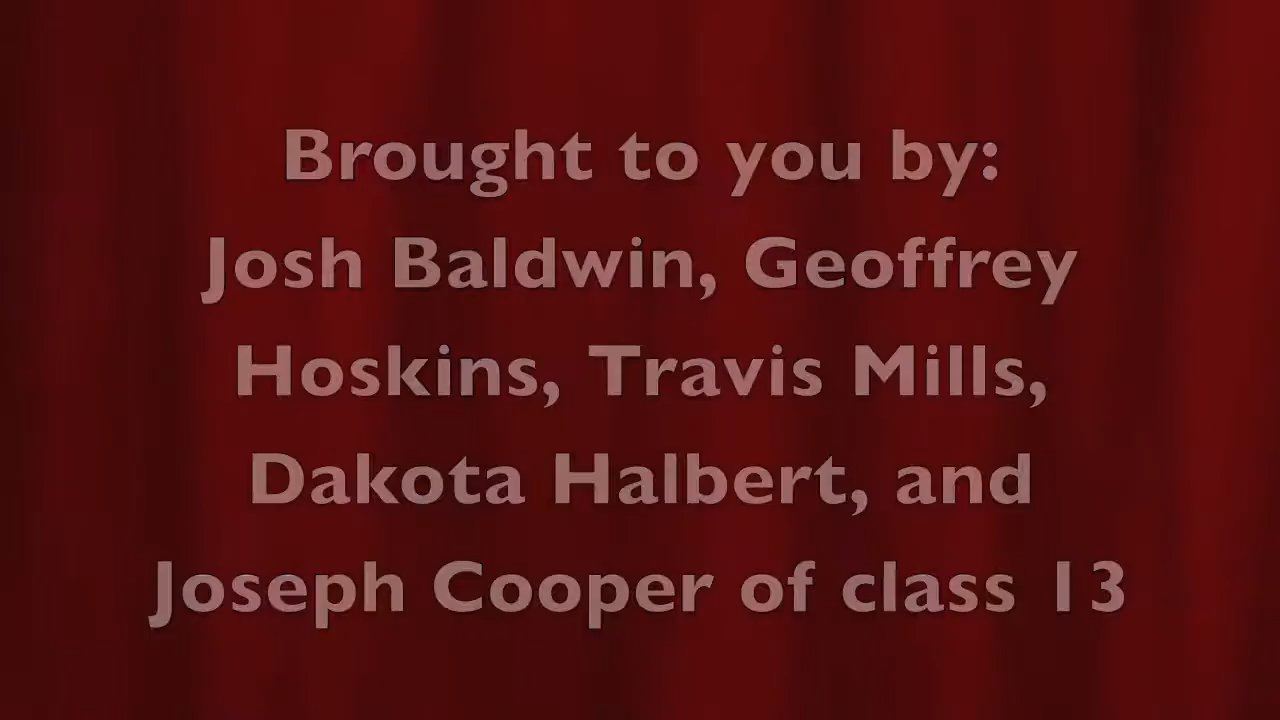 Brought to you by:
Josh Baldwin, Geoffrey
Hoskins, Travis Mills,
Dakota Halbert, and
Joseph Cooper of class 13